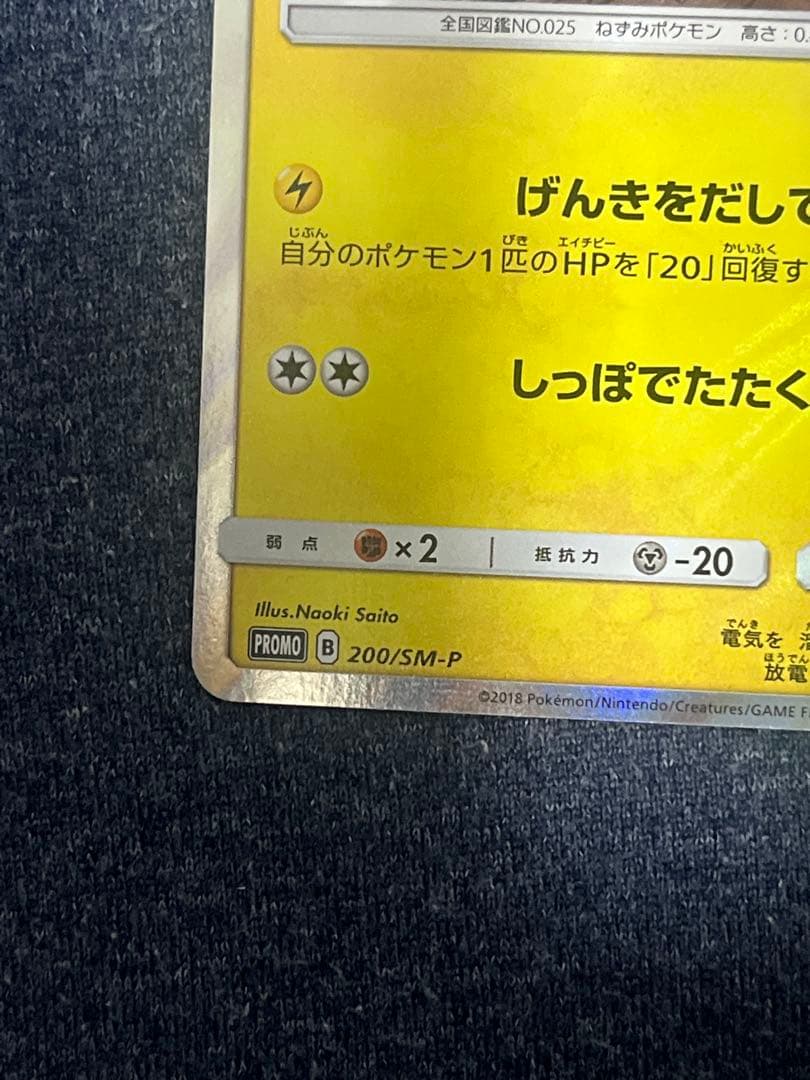 全国図鑑NO.025 ねずみポケモン 高さ：0.
げんきをだして
じぶん びき エイチピー かいふく
自分のポケモン1匹のHPを「20」回復す
しっぽでたたく
弱点 ×2 抵抗力 -20
Illus.Naoki Saito
PROMO B 200/SM-P
でんき
電気を
ほうでん
放電
©2018 Pokémon/Nintendo/Creatures/GAME F